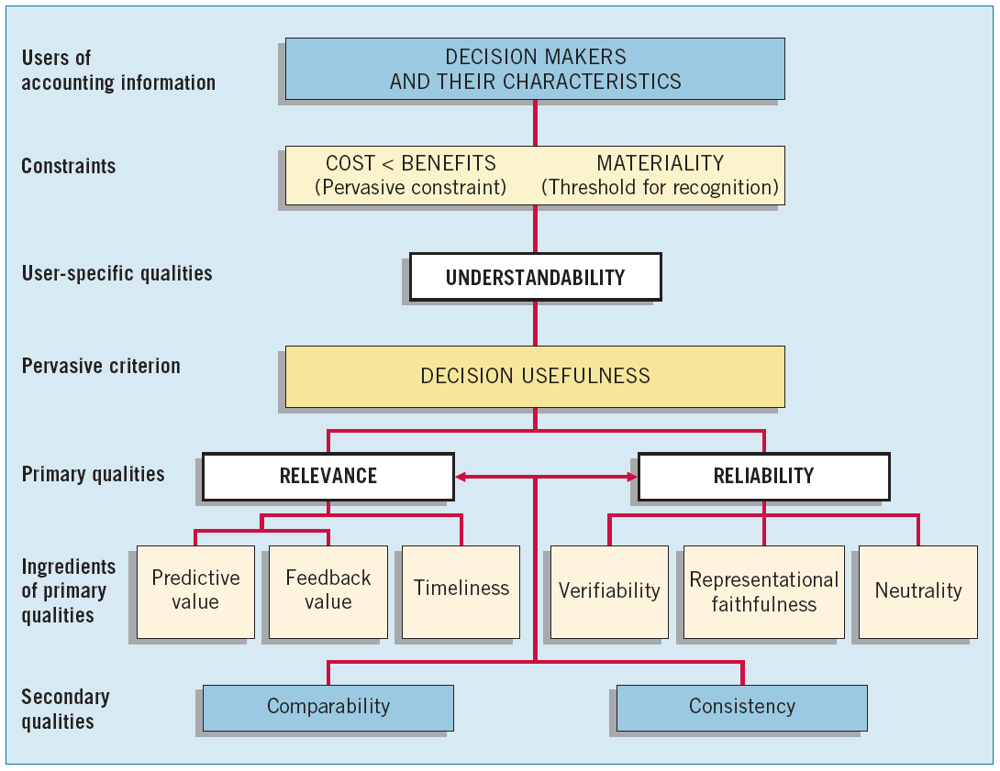 Users of
accounting information
DECISION MAKERS
AND THEIR CHARACTERISTICS
Constraints
COST < BENEFITS
(Pervasive constraint)
MATERIALITY
(Threshold for recognition)
User-specific qualities
UNDERSTANDABILITY
Pervasive criterion
DECISION USEFULNESS
Primary qualities
RELEVANCE
RELIABILITY
Ingredients
of primary
qualities
Predictive
value
Feedback
value
Timeliness
Verifiability
Representational
faithfulness
Neutrality
Secondary
qualities
Comparability
Consistency